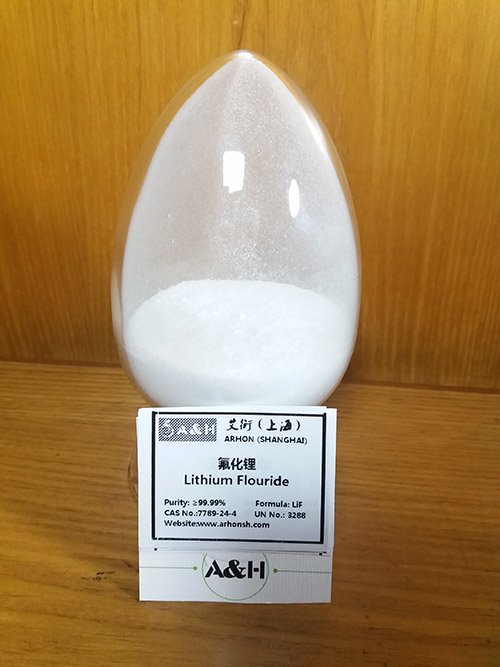 A&H 艾衡（上海）
ARHON (SHANGHAI)
氟化锂
Lithium Flouride
Purity: ≥99.99% Formula: LiF
CAS No.:7789-24-4 UN No.: 3288
Website:www.arhonsh.com
A&H